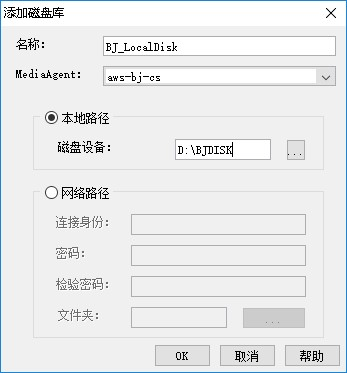 添加磁盘库
名称： BJ_LocalDisk
MediaAgent： aws-bj-cs
本地路径
磁盘设备： D:\BJDISK ...
网络路径
连接身份：
密码：
检验密码：
文件夹： ...
OK 取消 帮助